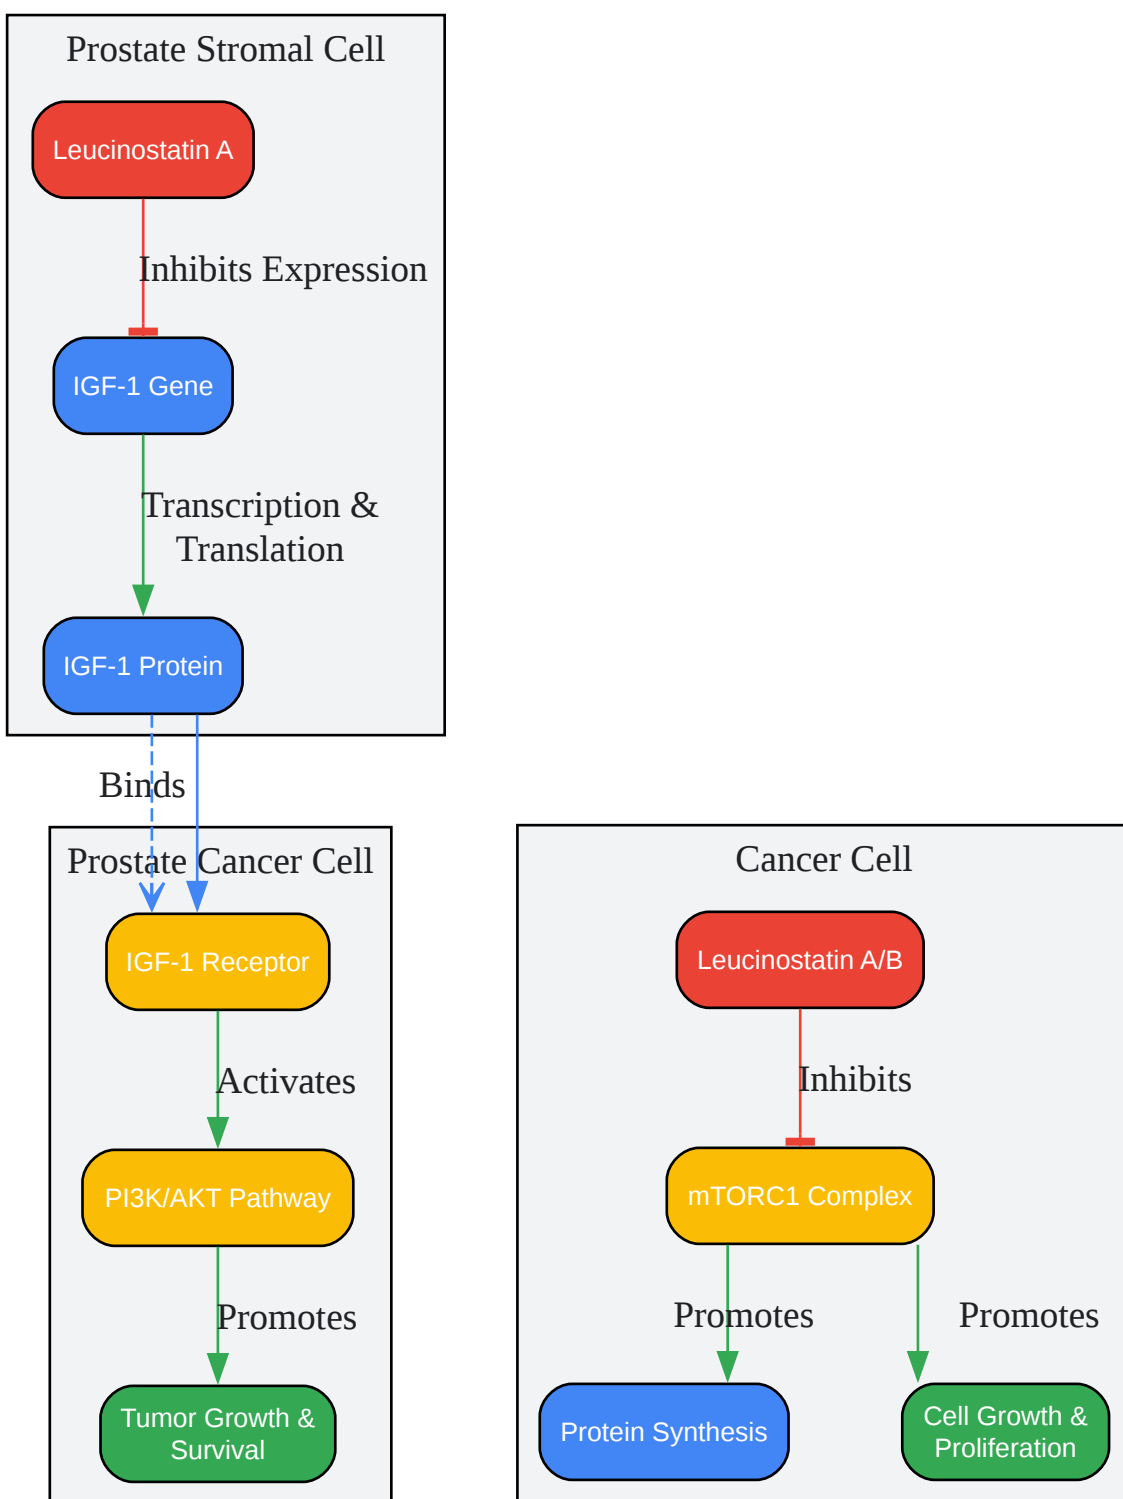 Prostate Stromal Cell
Leucinostatin A
Inhibits Expression
IGF-1 Gene
Transcription &
Translation
IGF-1 Protein
Binds
Prostate Cancer Cell
IGF-1 Receptor
Activates
PI3K/AKT Pathway
Promotes
Tumor Growth &
Survival
Cancer Cell
Leucinostatin A/B
Inhibits
mTORC1 Complex
Promotes
Promotes
Protein Synthesis
Cell Growth &
Proliferation